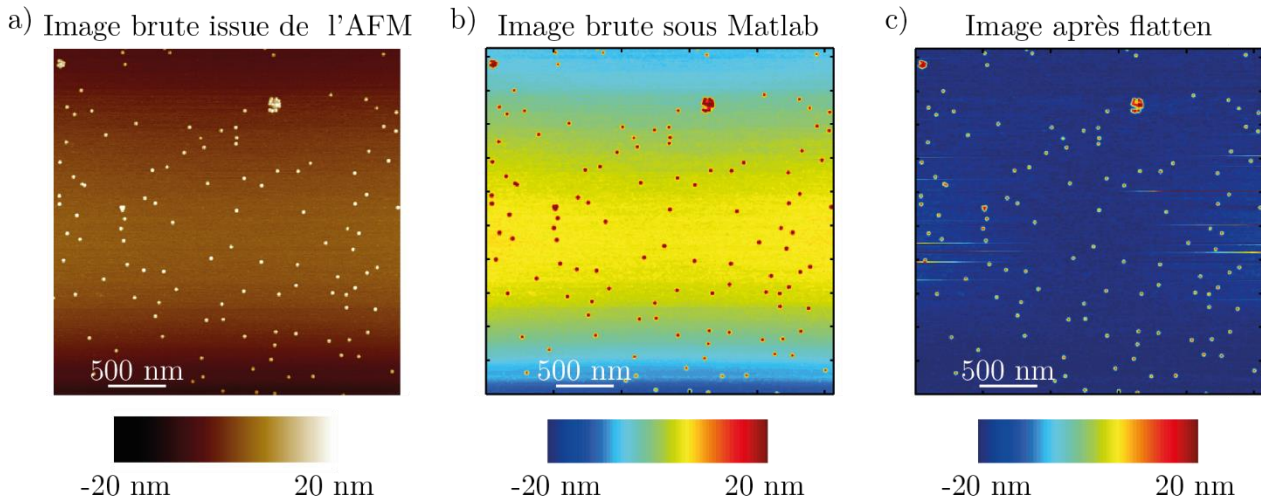 a) Image brute issue de l'AFM
b) Image brute sous Matlab
c) Image après flatten
500 nm
500 nm
500 nm
-20 nm 20 nm
-20 nm 20 nm
-20 nm 20 nm